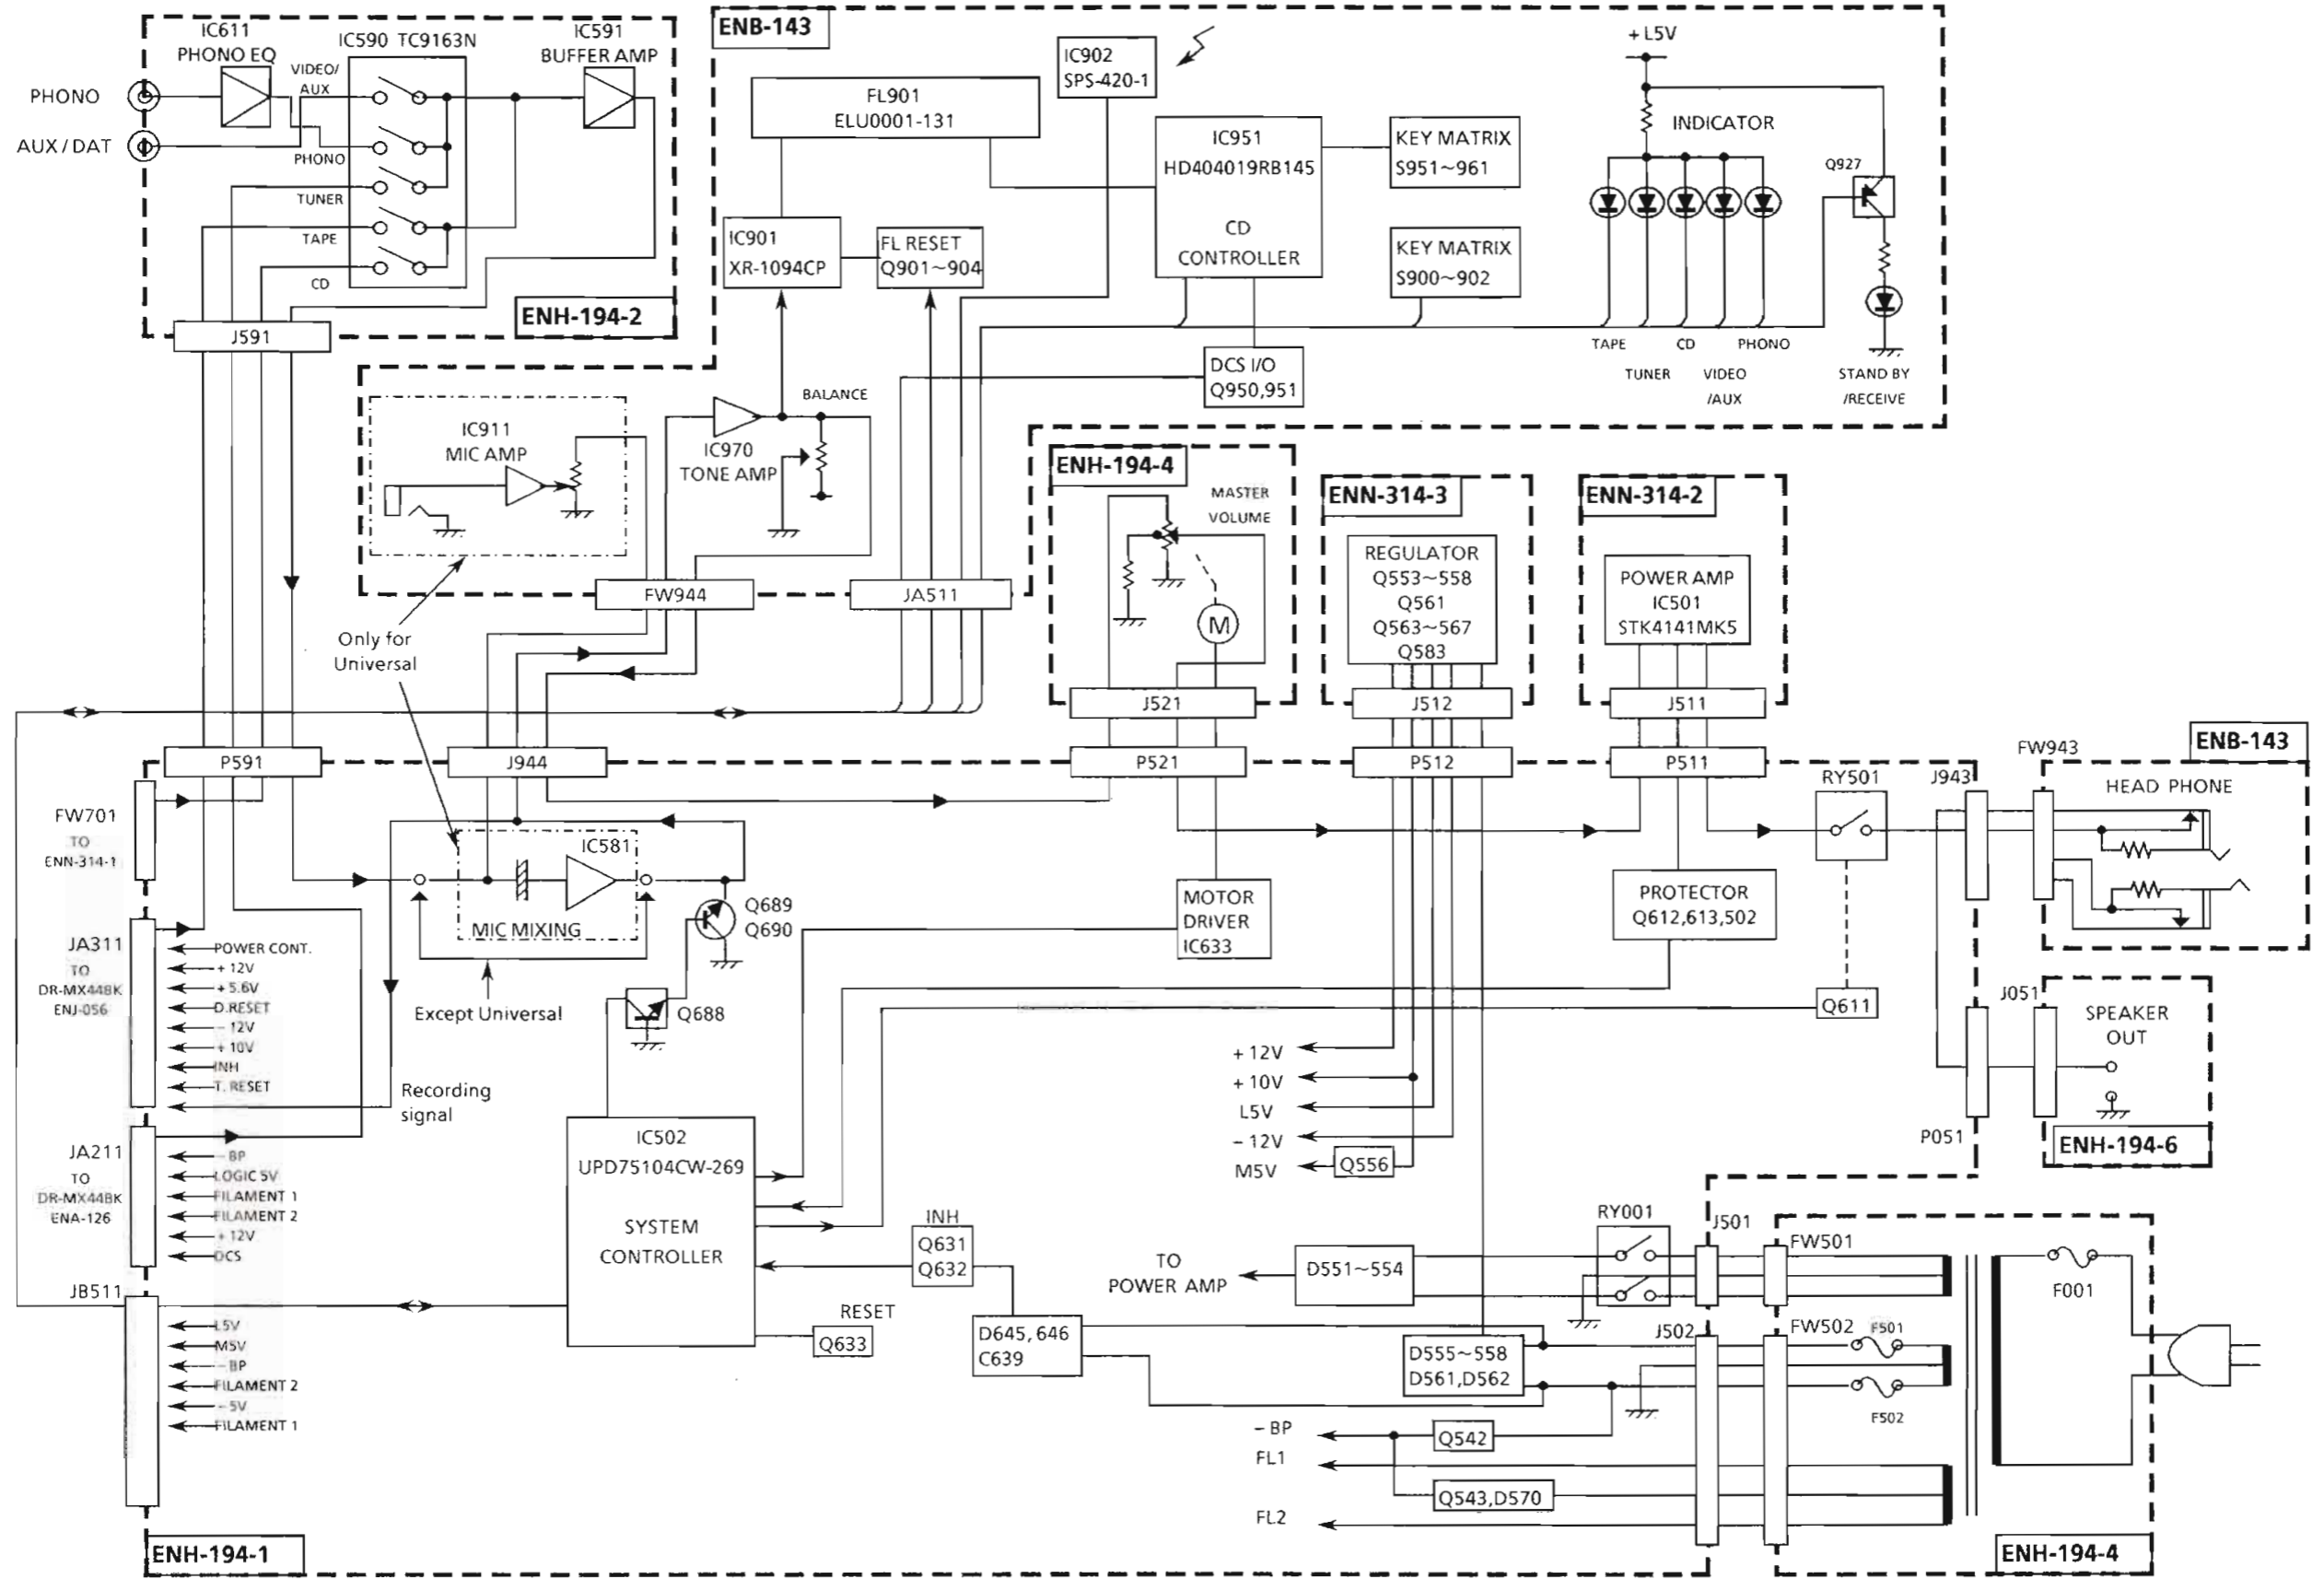 IC611
PHONO EQ
IC590 TC9163N
IC591
BUFFER AMP
VIDEO/
AUX
PHONO
AUX / DAT
PHONO
TUNER
TAPE
CD
ENH-194-2
J591
ENB-143
IC902
SPS-420-1
FL901
ELU0001-131
IC951
HD404019RB145
CD
CONTROLLER
KEY MATRIX
S951~961
KEY MATRIX
S900~902
IC901
XR-1094CP
FL RESET
Q901~904
DCS I/O
Q950,951
+ L5V
INDICATOR
Q927
TAPE
CD
PHONO
TUNER
VIDEO
/AUX
STAND BY
/RECEIVE
IC911
MIC AMP
IC970
TONE AMP
BALANCE
FW944
JA511
Only for
Universal
ENH-194-4
MASTER
VOLUME
M
J521
ENN-314-3
REGULATOR
Q553~558
Q561
Q563~567
Q583
J512
ENN-314-2
POWER AMP
IC501
STK4141MK5
J511
P591
J944
P521
P512
P511
RY501
J943
FW943
ENB-143
HEAD PHONE
FW701
TO
ENN-314-1
IC581
MIC MIXING
Q689
Q690
MOTOR
DRIVER
IC633
PROTECTOR
Q612,613,502
JA311
TO
DR-MX44BK
ENJ-056
POWER CONT.
+ 12V
+ 5.6V
D.RESET
- 12V
+ 10V
INH
T. RESET
Except Universal
Q688
Q611
J051
SPEAKER
OUT
P051
ENH-194-6
Recording
signal
+ 12V
+ 10V
L5V
- 12V
M5V
Q556
JA211
TO
DR-MX44BK
ENA-126
- BP
LOGIC 5V
FILAMENT 1
FILAMENT 2
+ 12V
DCS
IC502
UPD75104CW-269
SYSTEM
CONTROLLER
INH
Q631
Q632
RESET
Q633
D645, 646
C639
TO
POWER AMP
D551~554
RY001
J501
FW501
F001
J502
FW502
F501
F502
D555~558
D561,D562
JB511
L5V
M5V
- BP
FILAMENT 2
- 5V
FILAMENT 1
- BP
Q542
FL1
Q543,D570
FL2
ENH-194-1
ENH-194-4